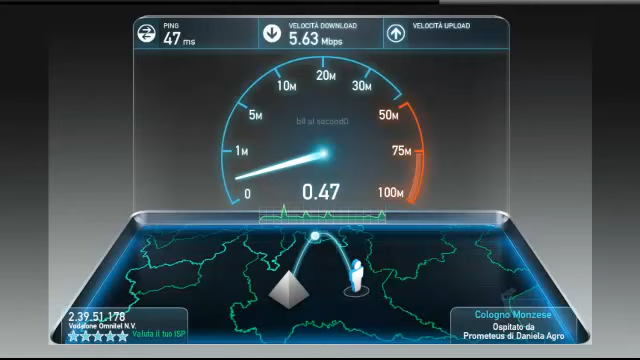 PING
47 ms
VELOCITÀ DOWNLOAD
5.63 Mbps
VELOCITÀ UPLOAD
20M
10M
30M
5M
50M
1M
75M
0
100M
0.47
2.39.51.178
Vodafone Omnitel N.V.
Valuta il tuo ISP
Cologno Monzese
Ospitato da
Prometeus di Daniela Agro